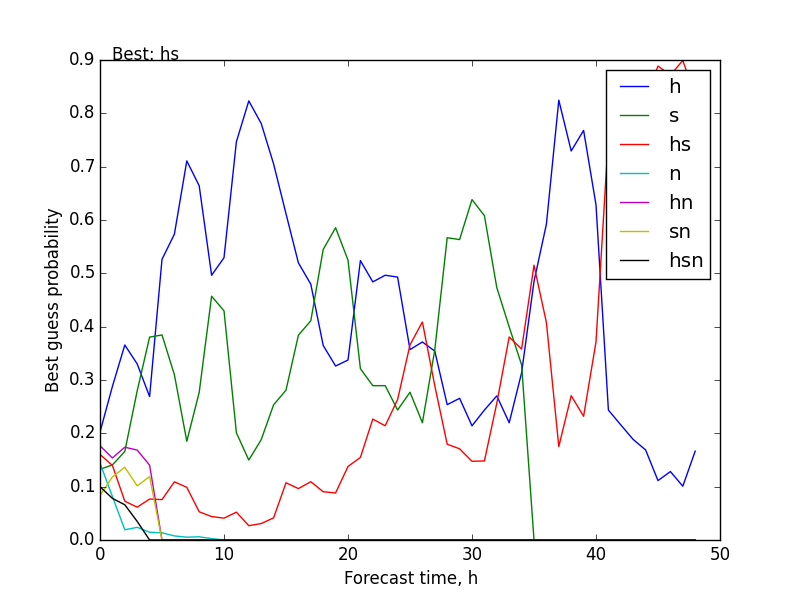 Best: hs
0.9
0.8
0.7
0.6
0.5
0.4
0.3
0.2
0.1
0.0
Best guess probability
h
s
hs
n
hn
sn
hsn
0 10 20 30 40 50
Forecast time, h